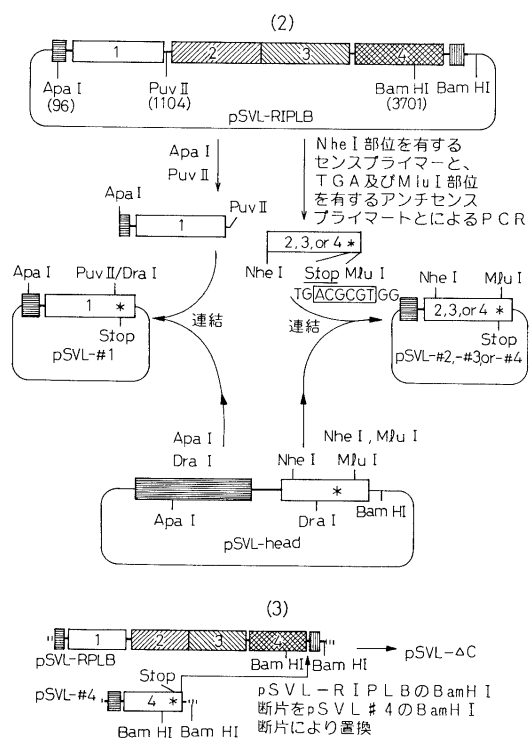 (2)
1 2 3 4
Apa I (96)
Puv II (1104)
Bam HI (3701)
Bam HI
pSVL-RIPLB
Apa I
Puv II
NheI部位を有する
センスプライマーと、
TGA及びMluI部位
を有するアンチセンス
プライマートとによるPCR
Apa I
Puv II
1
2,3,or 4 *
NheI
Stop MluI
TGACGCGTGG
連結
連結
Apa I
Puv II/Dra I
1 *
Stop
pSVL-#1
Nhe I
Mlu I
2,3,or 4 *
Stop
pSVL-#2,-#3,or-#4
Apa I
Dra I
Nhe I, Mlu I
Nhe I
Mlu I
*
Apa I
Dra I
Bam HI
pSVL-head
(3)
1 2 3 4
pSVL-RPLB
Bam HI
Bam HI
pSVL-ΔC
Stop
pSVL-#4
4 *
Bam HI
Bam HI
pSVL-RIPLBのBamHI
断片をpSVL#4のBamHI
断片により置換